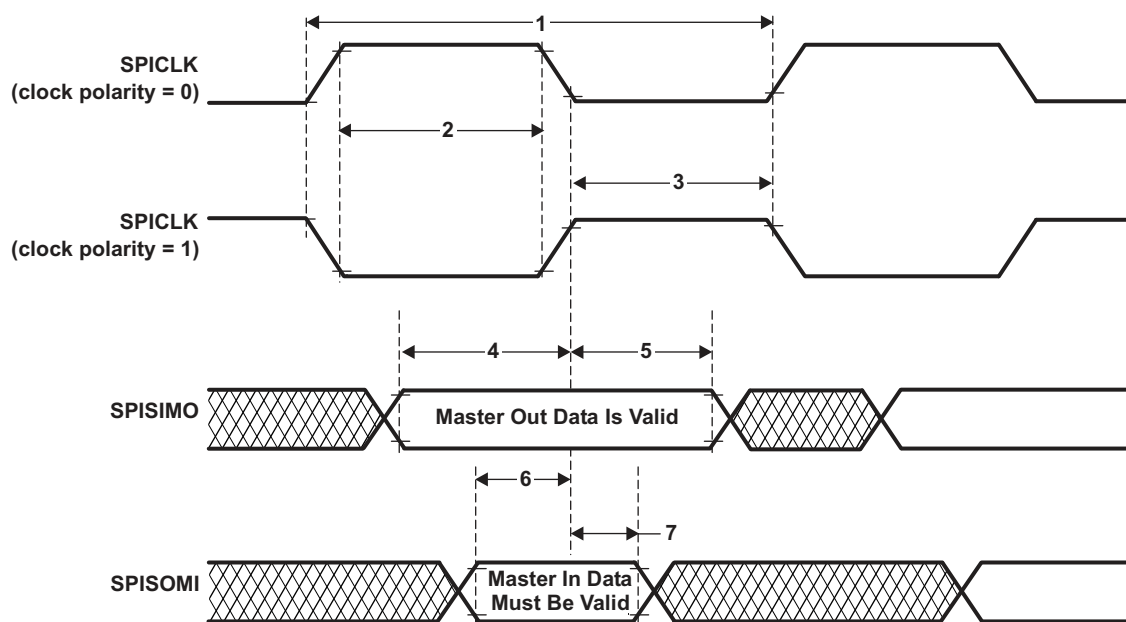 1
SPICLK
(clock polarity = 0)
2
3
SPICLK
(clock polarity = 1)
4
5
SPISIMO
Master Out Data Is Valid
6
7
SPISOMI
Master In Data
Must Be Valid